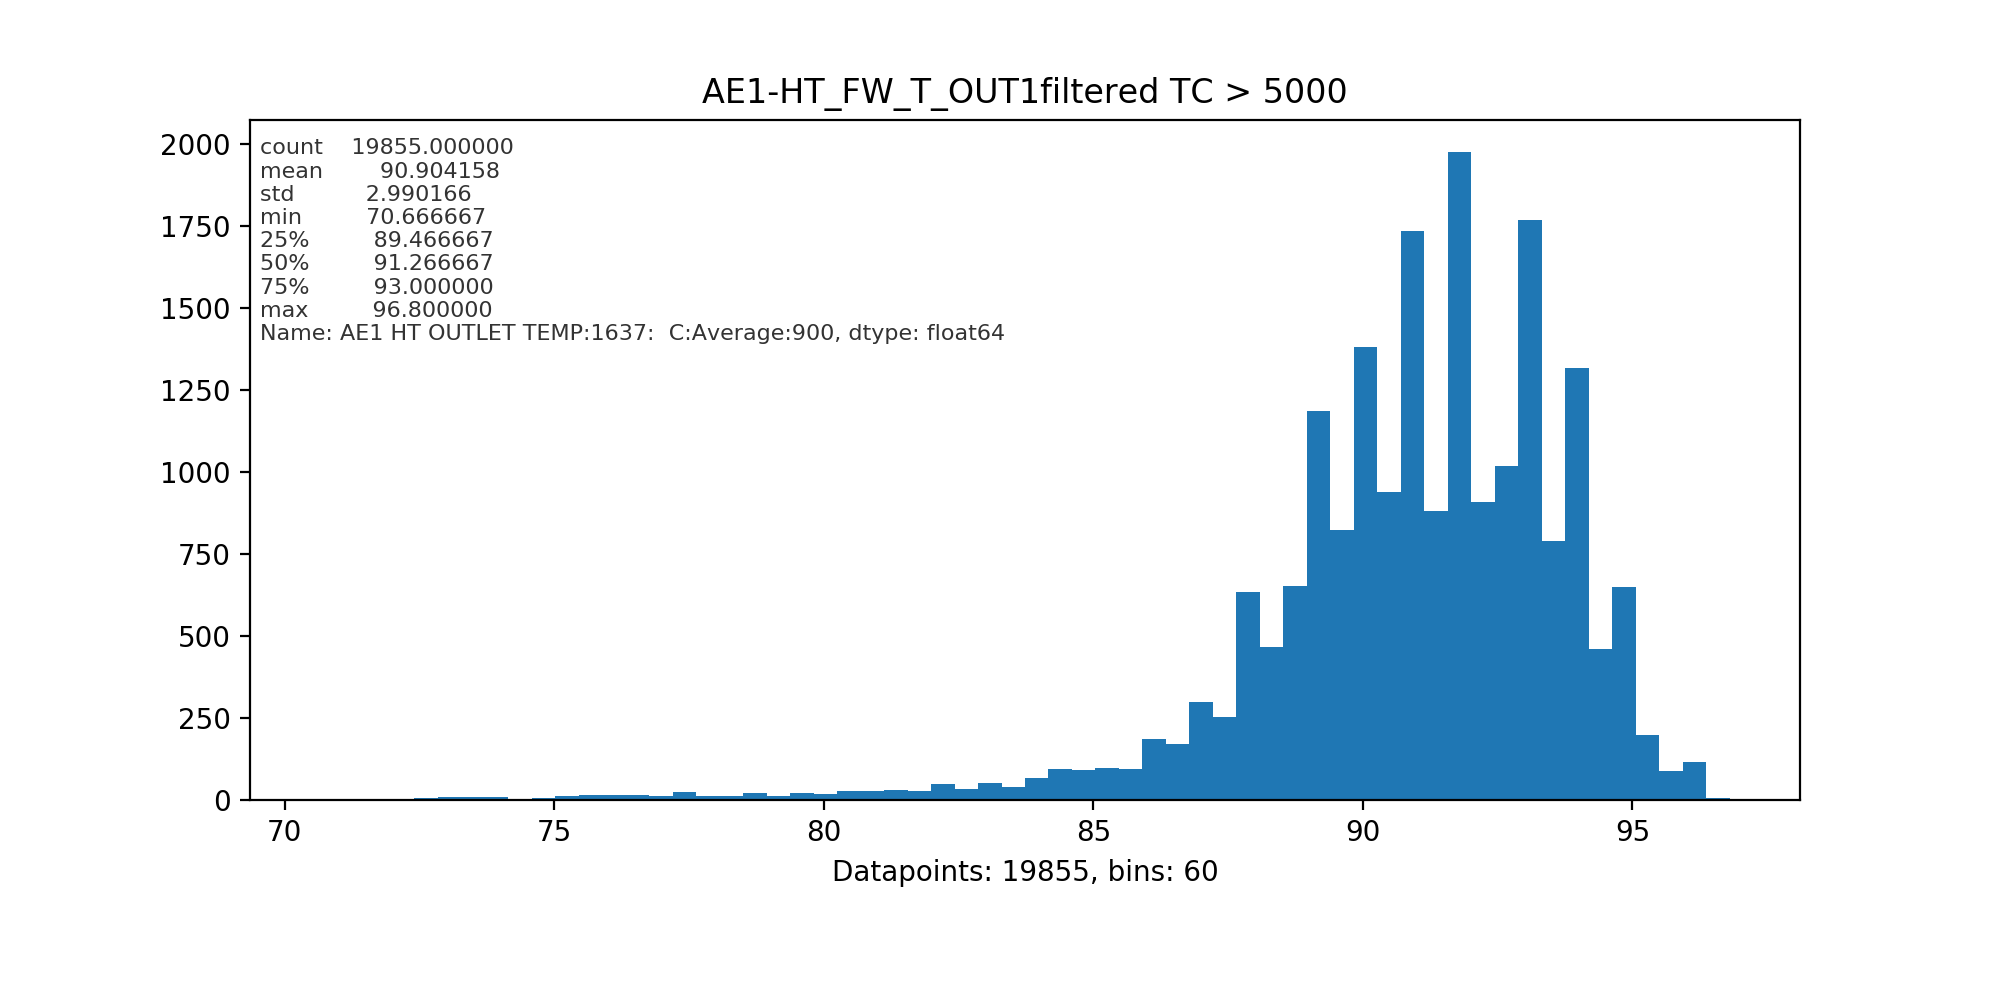 AE1-HT_FW_T_OUT1filtered TC > 5000
count 19855.000000
mean 90.904158
std 2.990166
min 70.666667
25% 89.466667
50% 91.266667
75% 93.000000
max 96.800000
Name: AE1 HT OUTLET TEMP:1637: C:Average:900, dtype: float64
2000
1750
1500
1250
1000
750
500
250
0
70 75 80 85 90 95
Datapoints: 19855, bins: 60